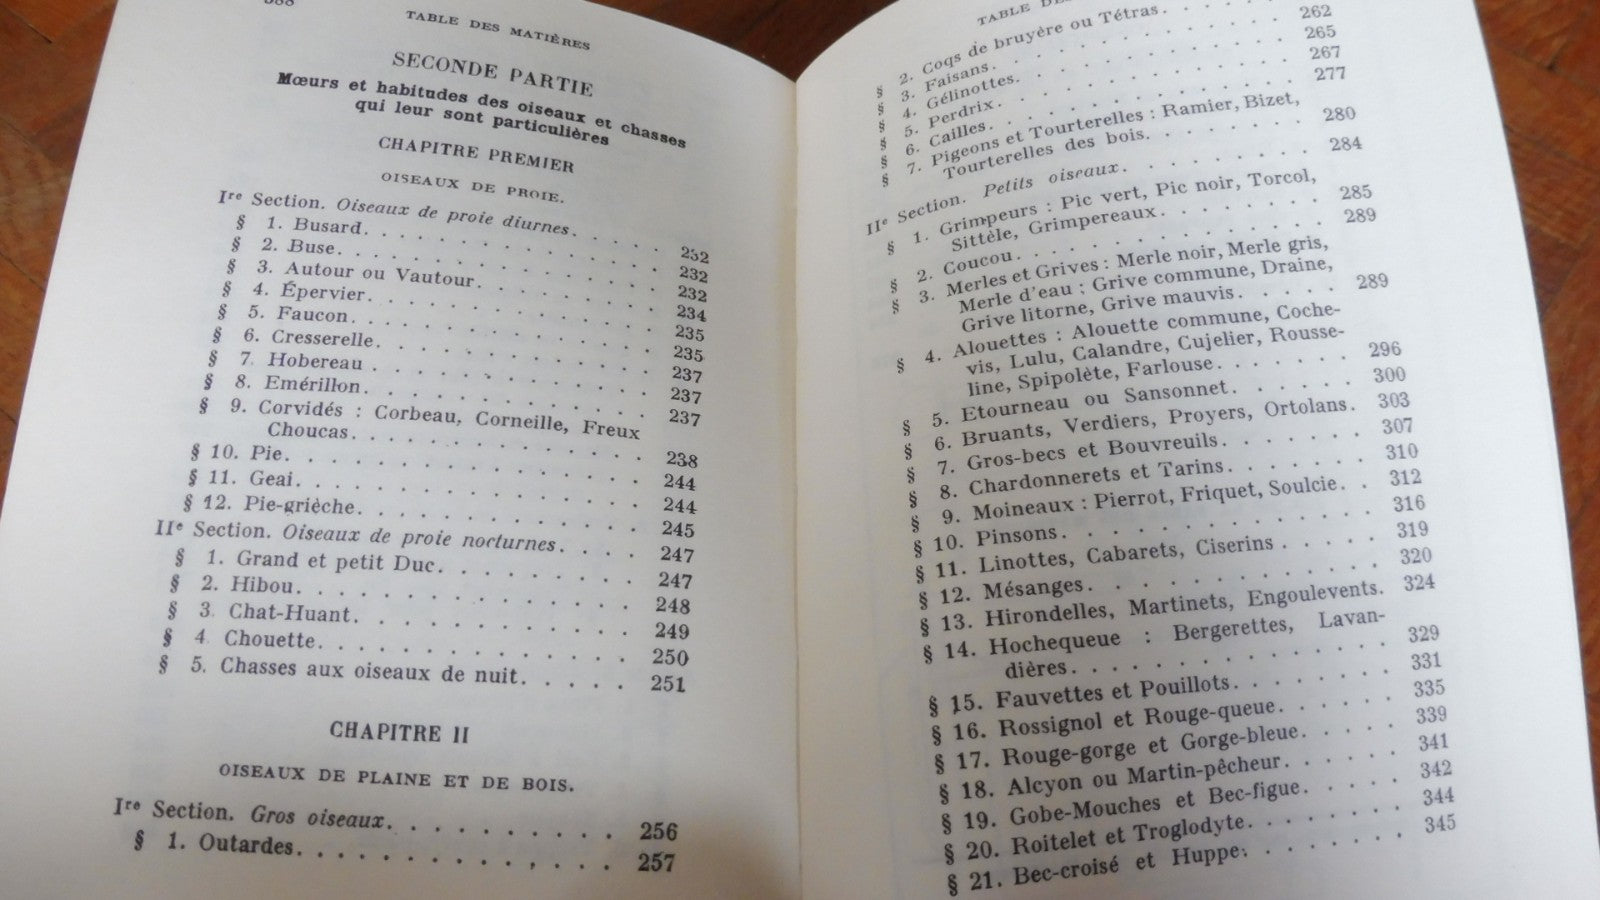 388
TABLE DES MATIÈRES
SECONDE PARTIE
Mœurs et habitudes des oiseaux et chasses
qui leur sont particulières
CHAPITRE PREMIER
OISEAUX DE PROIE.
Ire Section. Oiseaux de proie diurnes. . . . . 232
§ 1. Busard. . . . . . . . . . . . . 232
§ 2. Buse. . . . . . . . . . . . . . 232
§ 3. Autour ou Vautour. . . . . . . . 234
§ 4. Épervier. . . . . . . . . . . . 235
§ 5. Faucon. . . . . . . . . . . . . 235
§ 6. Cresserelle. . . . . . . . . . . 237
§ 7. Hobereau . . . . . . . . . . . . 237
§ 8. Emérillon. . . . . . . . . . . . 237
§ 9. Corvidés : Corbeau, Corneille, Freux
Choucas. . . . . . . . . . . . 238
§ 10. Pie. . . . . . . . . . . . . . 244
§ 11. Geai . . . . . . . . . . . . . 244
§ 12. Pie-grièche. . . . . . . . . . . 245
IIe Section. Oiseaux de proie nocturnes. . . . 247
§ 1. Grand et petit Duc. . . . . . . . 247
§ 2. Hibou. . . . . . . . . . . . . 248
§ 3. Chat-Huant. . . . . . . . . . . 249
§ 4. Chouette. . . . . . . . . . . . 250
§ 5. Chasses aux oiseaux de nuit. . . . . 251
CHAPITRE II
OISEAUX DE PLAINE ET DE BOIS.
Ire Section. Gros oiseaux. . . . . . . . . 256
§ 1. Outardes. . . . . . . . . . . . 257
TABLE DE
§ 2. Coqs de bruyère ou Tétras . . . .
§ 3. Faisans. . . . . . . . . . . . 262
§ 4. Gélinottes. . . . . . . . . . . 265
§ 5. Perdrix. . . . . . . . . . . . 267
§ 6. Cailles. . . . . . . . . . . . 277
§ 7. Pigeons et Tourterelles : Ramier, Bizet,
Tourterelles des bois. . . . . . . 280
IIe Section. Petits oiseaux. . . . . . . . 284
§ 1. Grimpeurs : Pic vert, Pic noir, Torcol,
Sittèle, Grimpereaux . . . . . . . 285
§ 2. Coucou. . . . . . . . . . . . 289
§ 3. Merles et Grives : Merle noir, Merle gris,
Merle d'eau : Grive commune, Draine,
Grive litorne, Grive mauvis. . . . . 289
§ 4. Alouettes : Alouette commune, Coche-
vis, Lulu, Calandre, Cujelier, Rousse-
line, Spipolète, Farlouse. . . . . . 296
§ 5. Etourneau ou Sansonnet. . . . . . 300
§ 6. Bruants, Verdiers, Proyers, Ortolans. 303
§ 7. Gros-becs et Bouvreuils. . . . . . 307
§ 8. Chardonnerets et Tarins. . . . . . 310
§ 9. Moineaux : Pierrot, Friquet, Soulcie. . 312
§ 10. Pinsons. . . . . . . . . . . . 316
§ 11. Linottes, Cabarets, Ciserins . . . . 319
§ 12. Mésanges. . . . . . . . . . . 320
§ 13. Hirondelles, Martinets, Engoulevents. 324
§ 14. Hochequeue : Bergerettes, Lavan-
dières. . . . . . . . . . . . 329
§ 15. Fauvettes et Pouillots. . . . . . . 331
§ 16. Rossignol et Rouge-queue. . . . . 335
§ 17. Rouge-gorge et Gorge-bleue. . . . 339
§ 18. Alcyon ou Martin-pêcheur. . . . . 341
§ 19. Gobe-Mouches et Bec-figue. . . . . 342
§ 20. Roitelet et Troglodyte. . . . . . . 344
§ 21. Bec-croisé et Huppe. . . . . . . 345